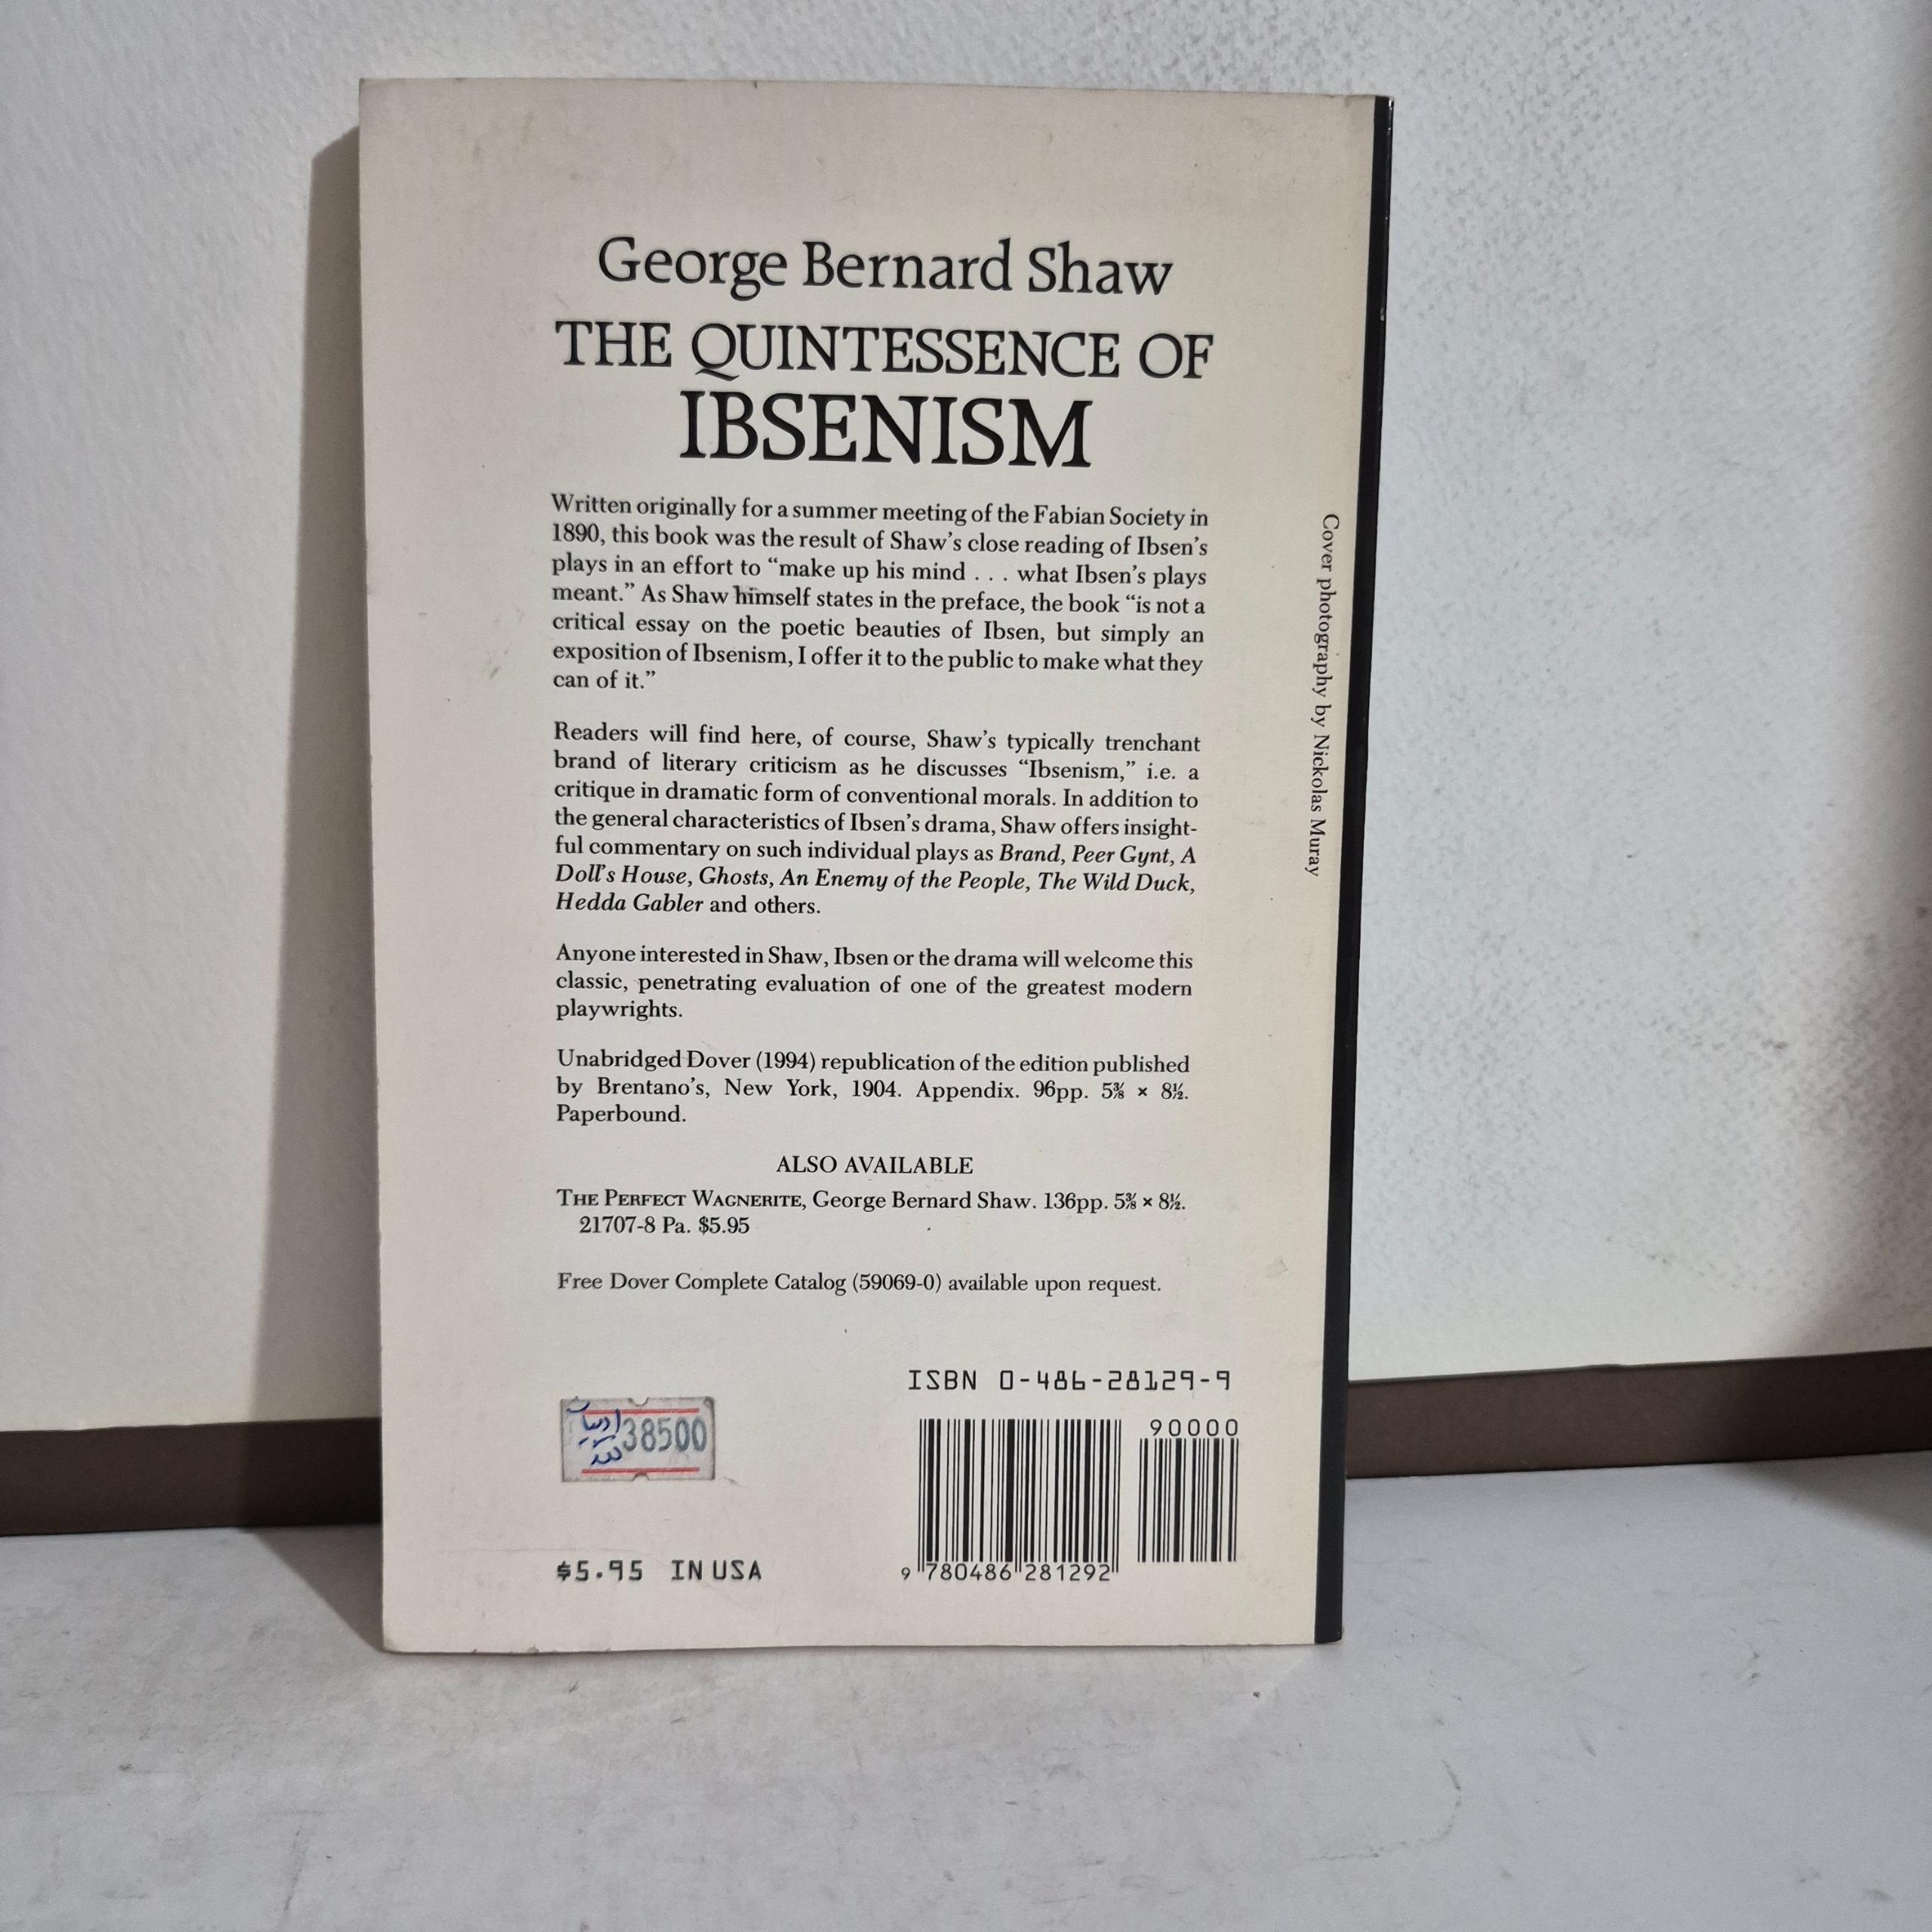 George Bernard Shaw
THE QUINTESSENCE OF
IBSENISM
Written originally for a summer meeting of the Fabian Society in
1890, this book was the result of Shaw's close reading of Ibsen's
plays in an effort to “make up his mind . . . what Ibsen's plays
meant.” As Shaw himself states in the preface, the book “is not a
critical essay on the poetic beauties of Ibsen, but simply an
exposition of Ibsenism, I offer it to the public to make what they
can of it.”
Readers will find here, of course, Shaw's typically trenchant
brand of literary criticism as he discusses “Ibsenism,” i.e. a
critique in dramatic form of conventional morals. In addition to
the general characteristics of Ibsen's drama, Shaw offers insight-
ful commentary on such individual plays as Brand, Peer Gynt, A
Doll's House, Ghosts, An Enemy of the People, The Wild Duck,
Hedda Gabler and others.
Anyone interested in Shaw, Ibsen or the drama will welcome this
classic, penetrating evaluation of one of the greatest modern
playwrights.
Unabridged Dover (1994) republication of the edition published
by Brentano's, New York, 1904. Appendix. 96pp. 5⅜ × 8½.
Paperbound.
ALSO AVAILABLE
THE PERFECT WAGNERITE, George Bernard Shaw. 136pp. 5⅜ × 8½.
21707-8 Pa. $5.95
Free Dover Complete Catalog (59069-0) available upon request.
Cover photography by Nickolas Muray
ISBN 0-486-28129-9
90000
ادبیات 38500
نقد
9 780486 281292
$5.95 IN USA